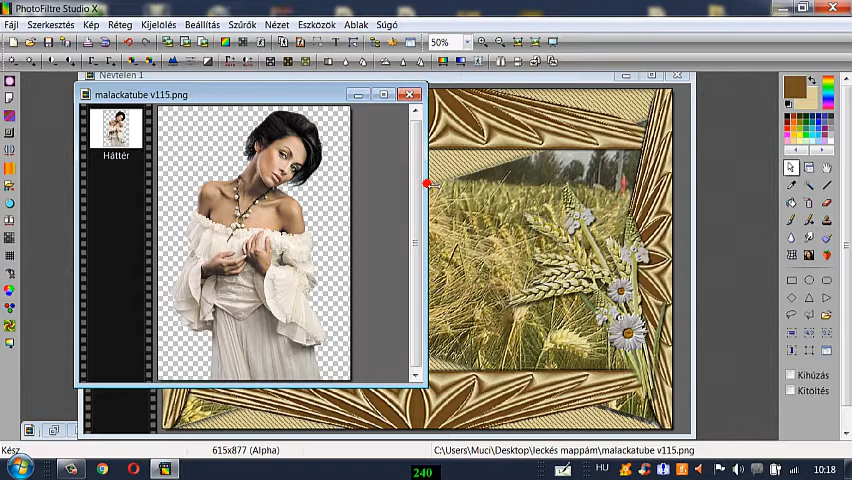 PhotoFiltre Studio X
Fájl Szerkesztés Kép Réteg Kijelölés Beállítás Szűrők Nézet Eszközök Ablak Súgó
50%
Névtelen 1
malackatube v115.png
Háttér
Kihúzás
Kitöltés
Kész
615x877 (Alpha)
C:\Users\Muci\Desktop\leckés mappám\malackatube v115.png
240
HU
10:18